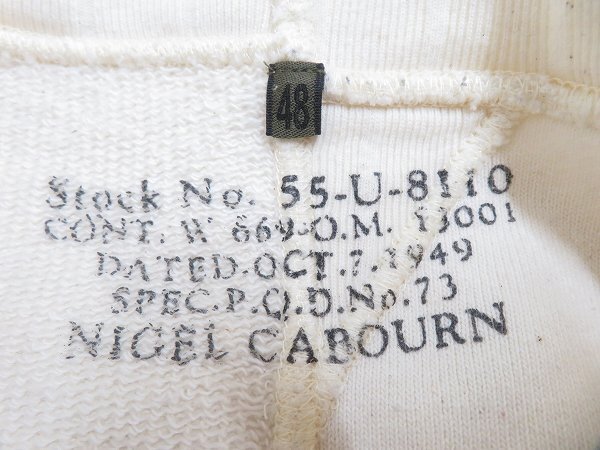 48
Stock No. 55-U-8110
CONT. W 669-O.M. 13001
DATED.OCT.7.1949
SPEC.P.Q.D.No.73
NIGEL CABOURN